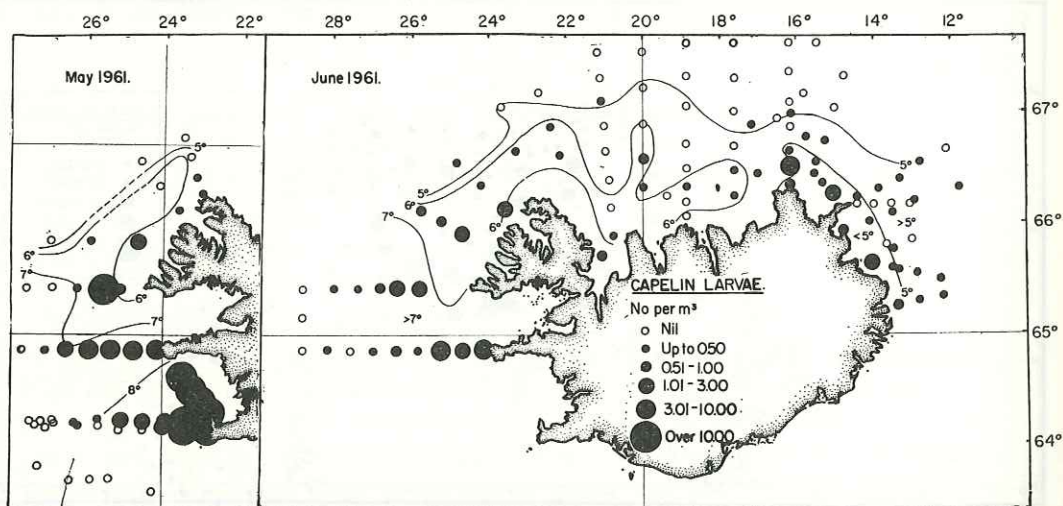 26° 24° 22° 26° 24° 22° 20° 18° 16° 14° 12°
May 1961.
June 1961.
67°
5°
5°
5°
6°
6°
7°
66°
6°
6°
>5°
<5°
7°
6°
5°
CAPELIN LARVAE.
No per m³
Nil
Up to 0.50
0.51-1.00
1.01-3.00
3.01-10.00
Over 10.00
>7°
65°
7°
8°
64°